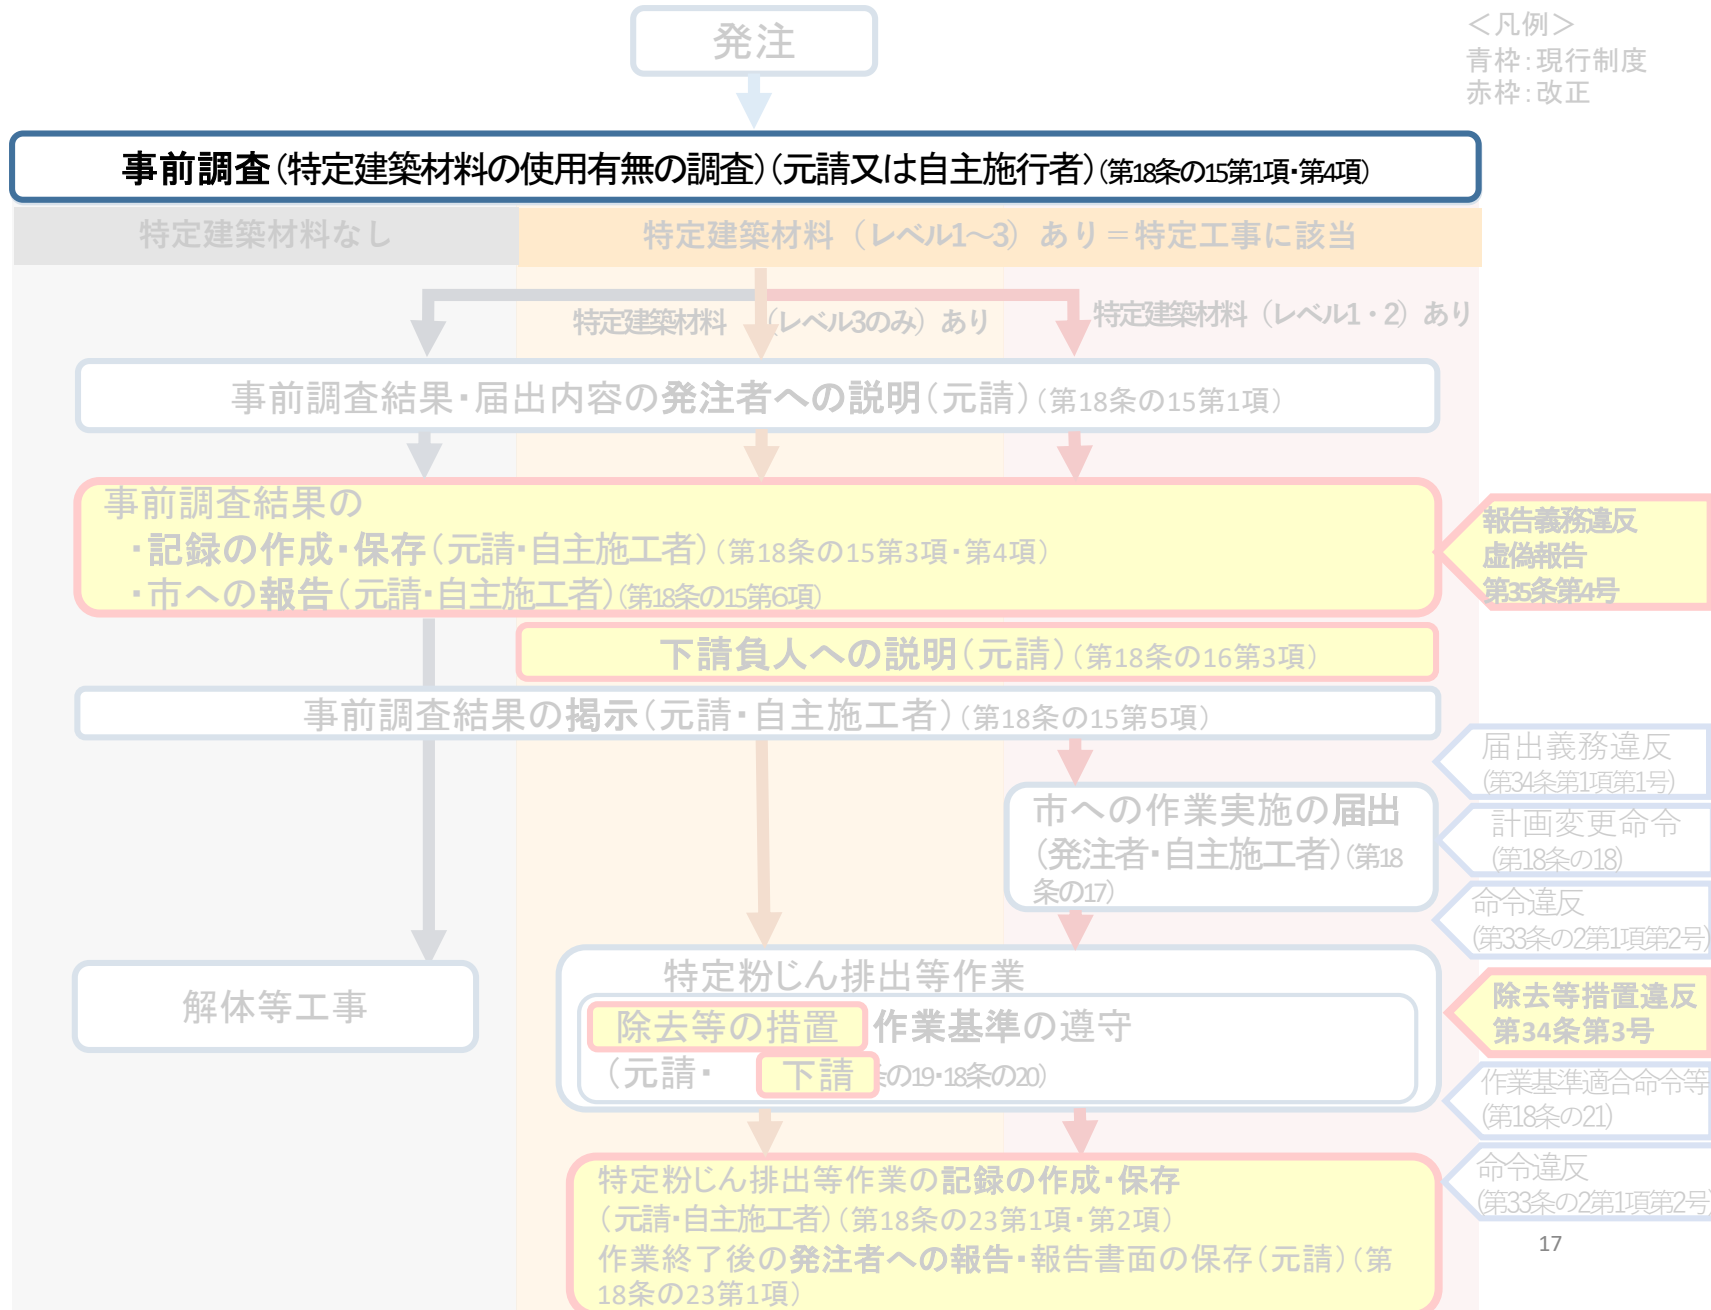 発注
＜凡例＞
青枠：現行制度
赤枠：改正
事前調査（特定建築材料の使用有無の調査）（元請又は自主施行者）（第18条の15第1項・第4項）
特定建築材料なし
特定建築材料（レベル1～3）あり＝特定工事に該当
特定建築材料（レベル3のみ）あり
特定建築材料（レベル1・2）あり
事前調査結果・届出内容の発注者への説明（元請）（第18条の15第1項）
事前調査結果の
・記録の作成・保存（元請・自主施工者）（第18条の15第3項・第4項）
・市への報告（元請・自主施工者）（第18条の15第6項）
報告義務違反
虚偽報告
第35条第4号
下請負人への説明（元請）（第18条の16第3項）
事前調査結果の掲示（元請・自主施工者）（第18条の15第５項）
届出義務違反
（第34条第1項第1号）
市への作業実施の届出
（発注者・自主施工者）（第18
条の17）
計画変更命令
（第18条の18）
命令違反
（第33条の2第1項第2号）
解体等工事
特定粉じん排出等作業
除去等の措置 作業基準の遵守
（元請・ 下請 条の19・18条の20）
除去等措置違反
第34条第3号
作業基準適合命令等
（第18条の21）
命令違反
（第33条の2第1項第2号）
特定粉じん排出等作業の記録の作成・保存
（元請・自主施工者）（第18条の23第1項・第2項）
作業終了後の発注者への報告・報告書面の保存（元請）（第
18条の23第1項）
17